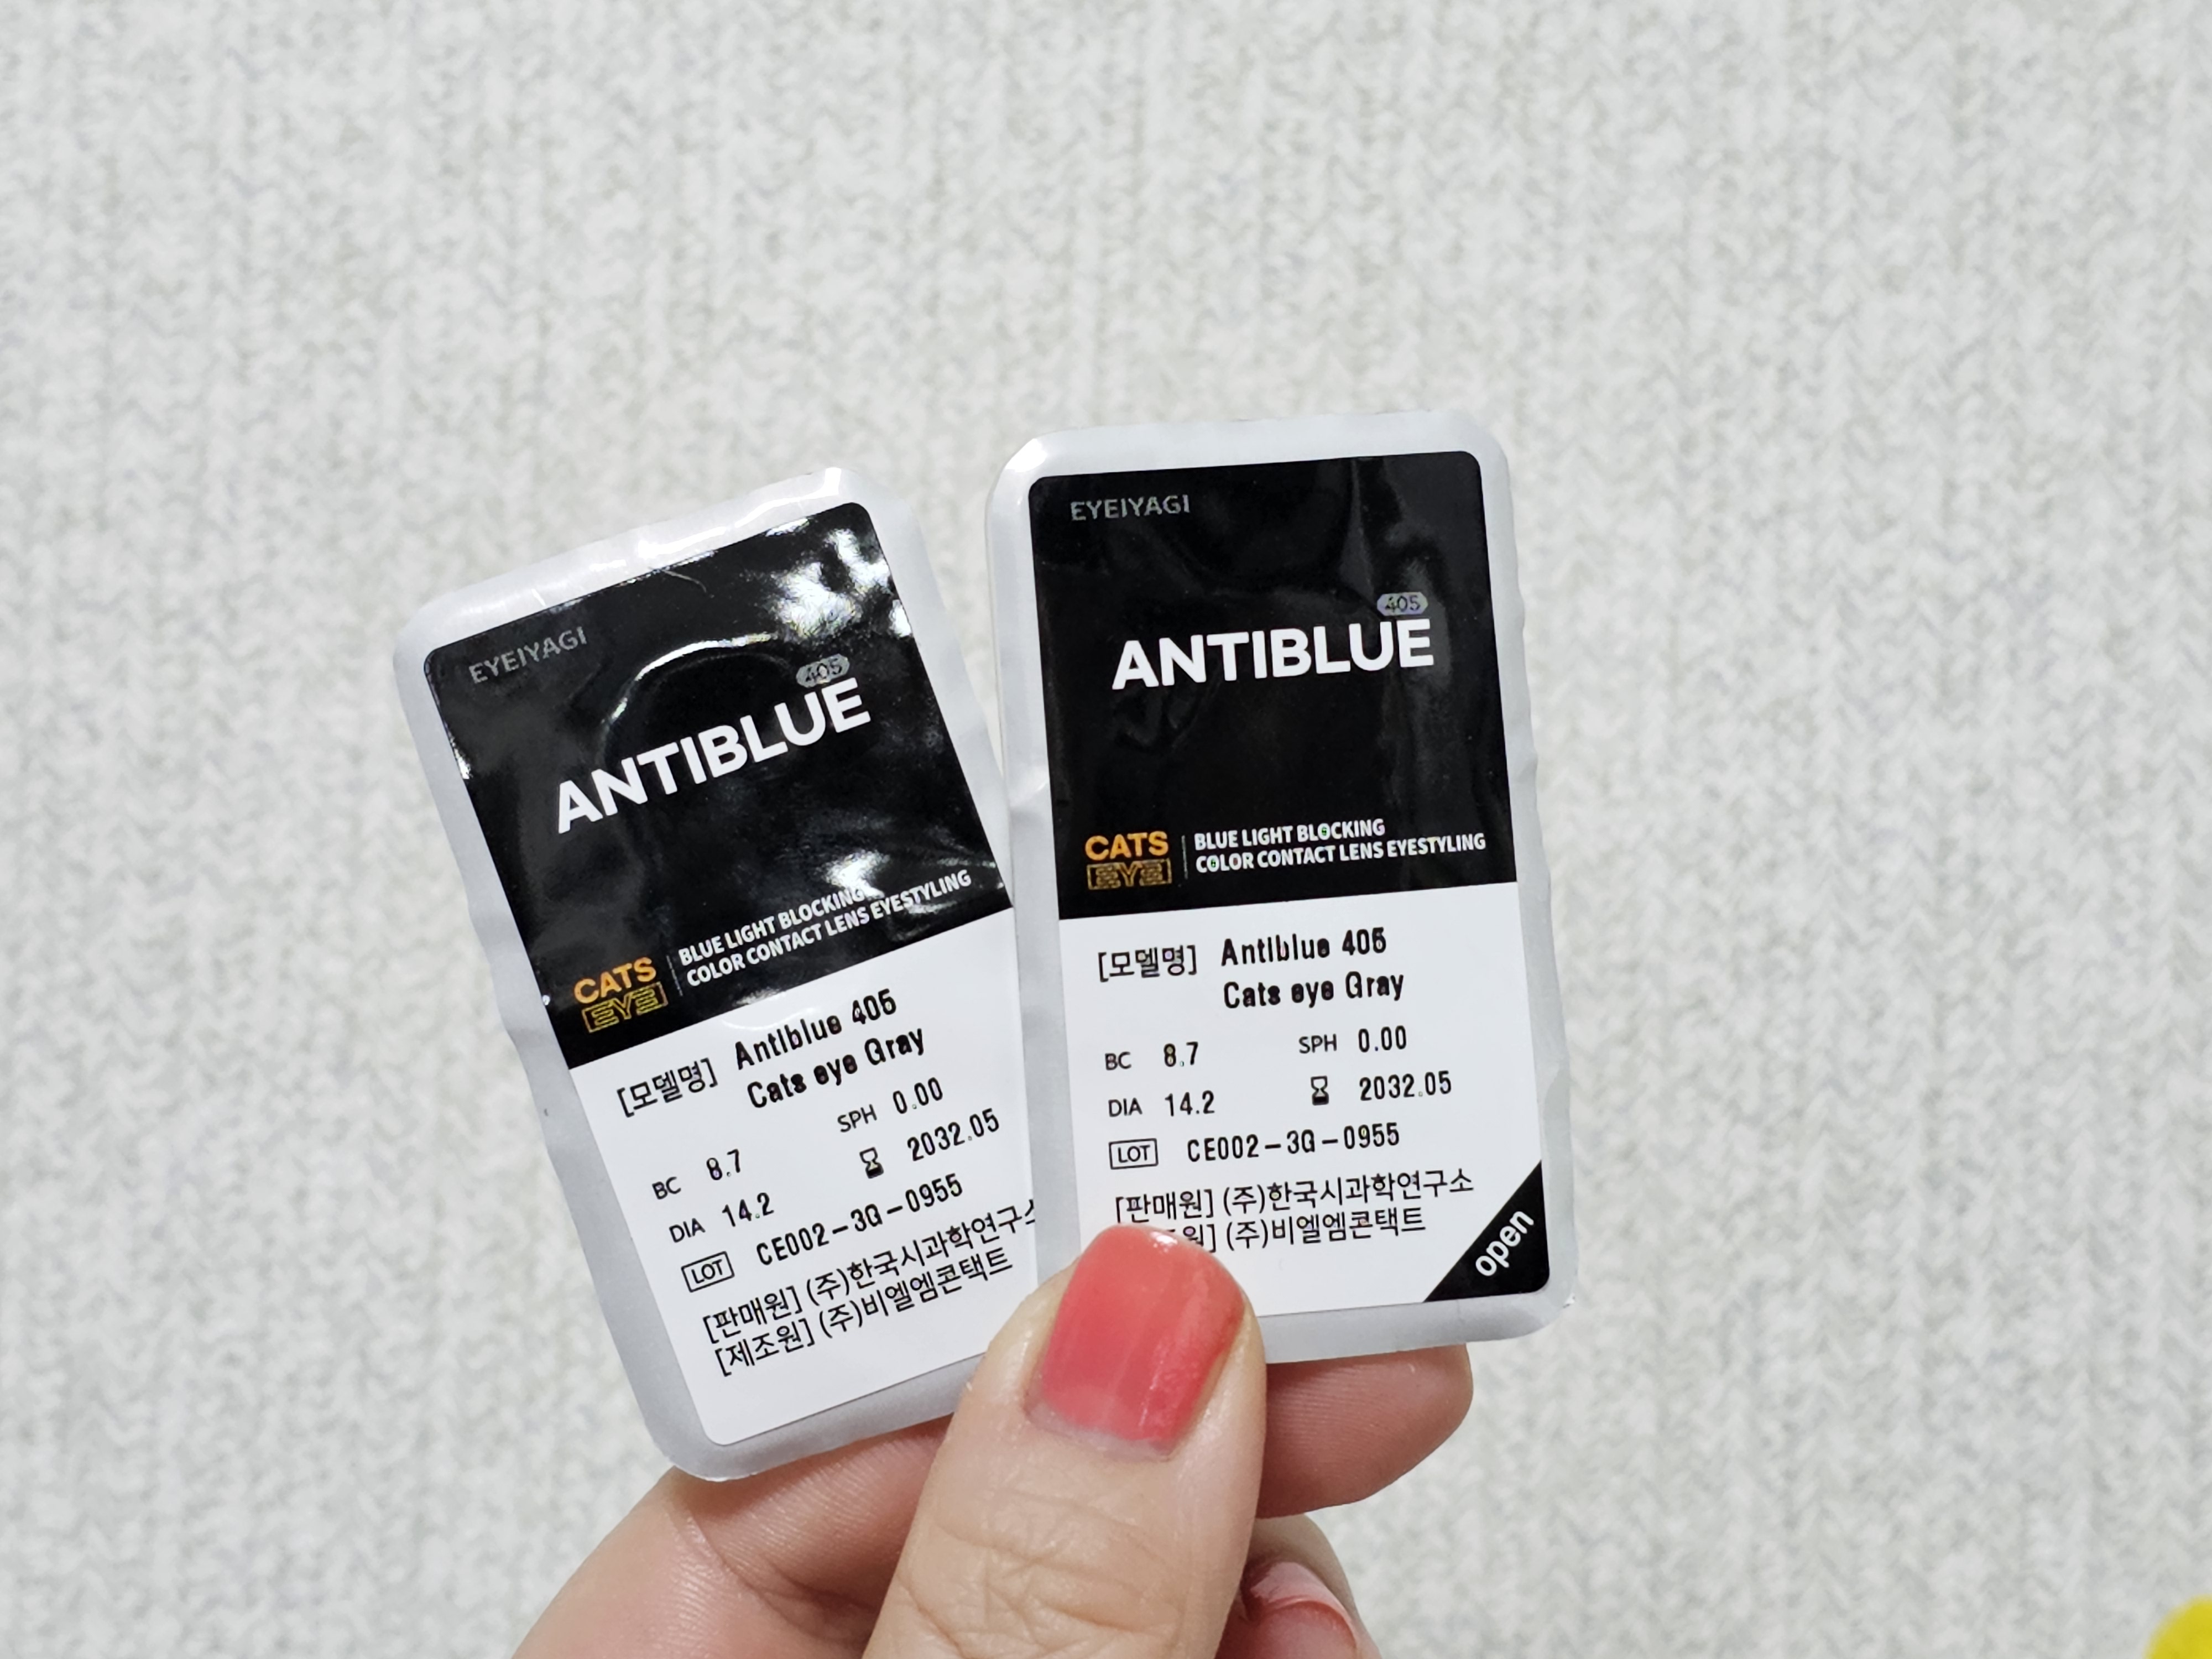 EYEIYAGI
405
ANTIBLUE
CATS EYE
BLUE LIGHT BLOCKING
COLOR CONTACT LENS EYESTYLING
[모델명] Antiblue 405
Cats eye Gray
BC 8.7 SPH 0.00
DIA 14.2 2032.05
LOT CE002-3G-0955
[판매원] (주)한국시과학연구소
[제조원] (주)비엘엠콘택트
EYEIYAGI
405
ANTIBLUE
CATS EYE
BLUE LIGHT BLOCKING
COLOR CONTACT LENS EYESTYLING
[모델명] Antiblue 405
Cats eye Gray
BC 8.7 SPH 0.00
DIA 14.2 2032.05
LOT CE002-3G-0955
[판매원] (주)한국시과학연구소
(주)비엘엠콘택트
open